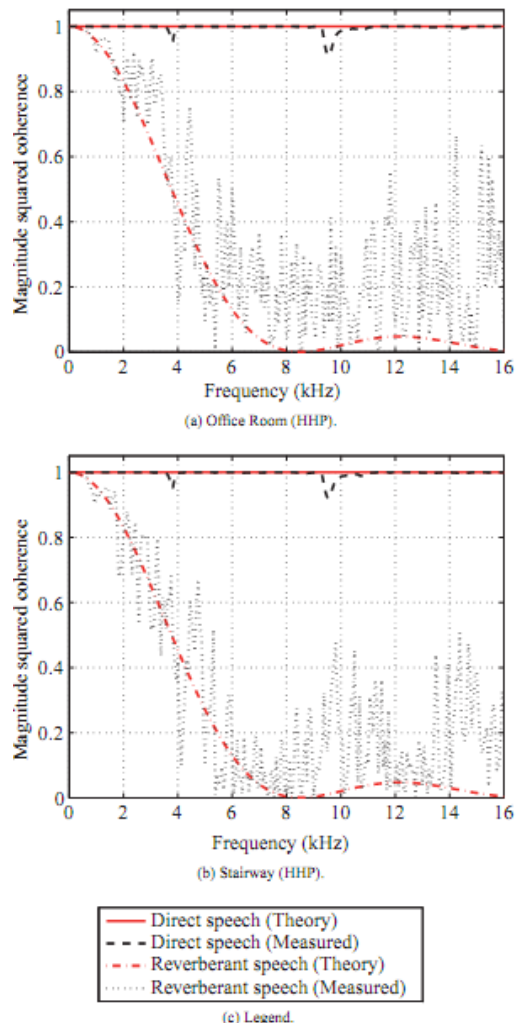 Magnitude squared coherence
1
0.8
0.6
0.4
0.2
0
0 2 4 6 8 10 12 14 16
Frequency (kHz)
(a) Office Room (HHP).
Magnitude squared coherence
1
0.8
0.6
0.4
0.2
0
0 2 4 6 8 10 12 14 16
Frequency (kHz)
(b) Stairway (HHP).
Direct speech (Theory)
Direct speech (Measured)
Reverberant speech (Theory)
Reverberant speech (Measured)
(c) Legend.